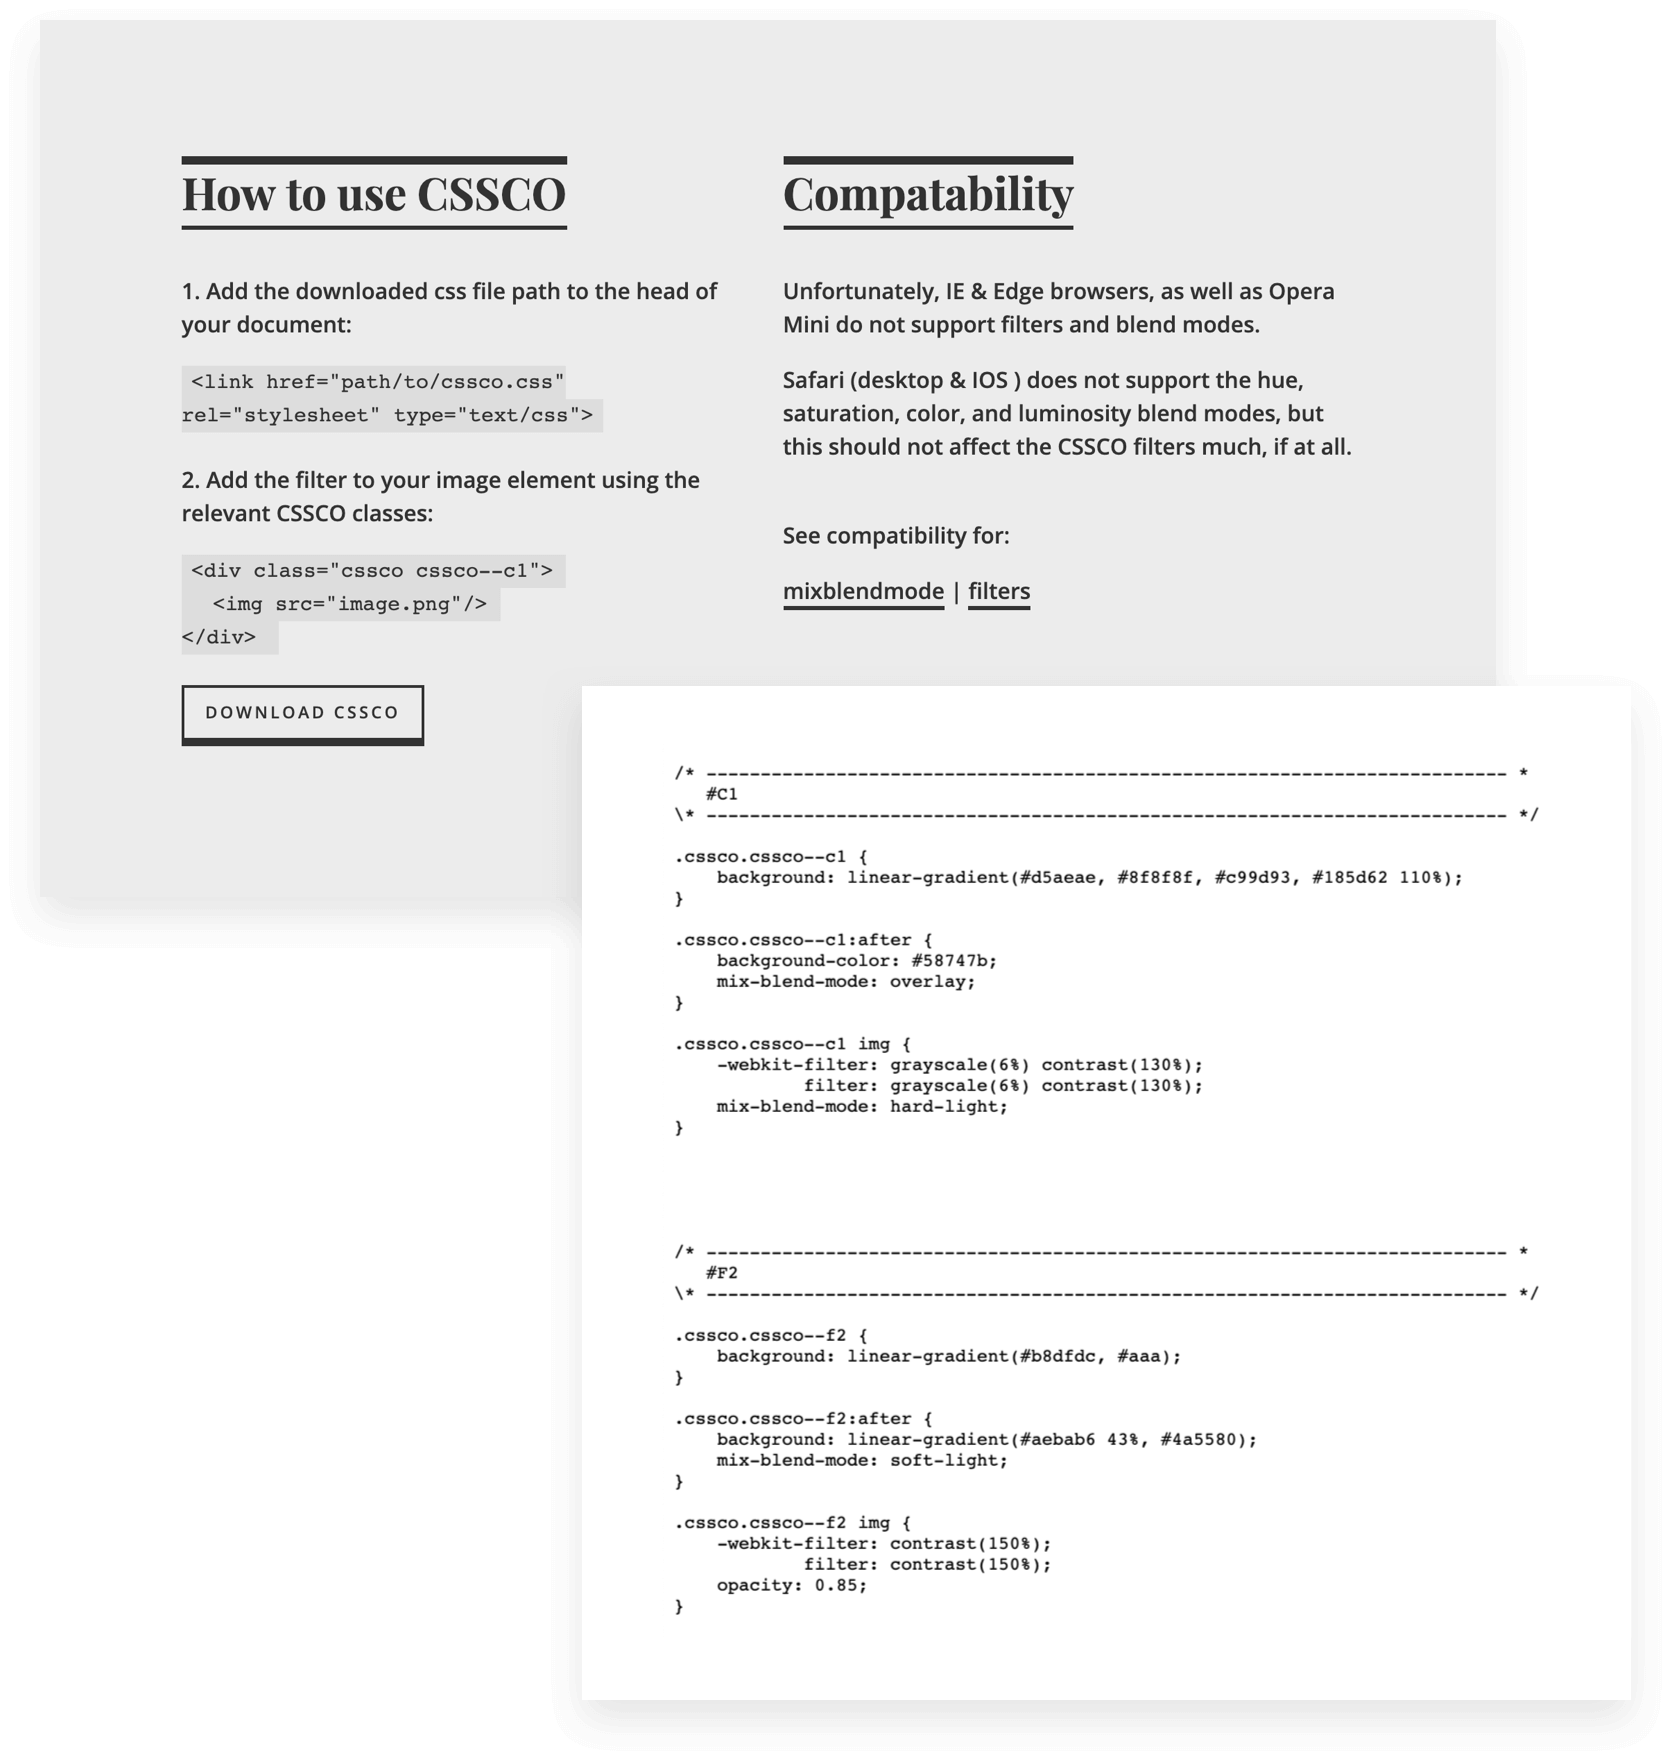 How to use CSSCO
1. Add the downloaded css file path to the head of
your document:
<link href="path/to/cssco.css"
rel="stylesheet" type="text/css">
2. Add the filter to your image element using the
relevant CSSCO classes:
<div class="cssco cssco--c1">
<img src="image.png"/>
</div>
DOWNLOAD CSSCO
Compatability
Unfortunately, IE & Edge browsers, as well as Opera
Mini do not support filters and blend modes.
Safari (desktop & IOS ) does not support the hue,
saturation, color, and luminosity blend modes, but
this should not affect the CSSCO filters much, if at all.
See compatibility for:
mixblendmode | filters
/* -------------------------------------------------------------------------- *
#C1
\* -------------------------------------------------------------------------- */
.cssco.cssco--c1 {
background: linear-gradient(#d5aeae, #8f8f8f, #c99d93, #185d62 110%);
}
.cssco.cssco--c1:after {
background-color: #58747b;
mix-blend-mode: overlay;
}
.cssco.cssco--c1 img {
-webkit-filter: grayscale(6%) contrast(130%);
filter: grayscale(6%) contrast(130%);
mix-blend-mode: hard-light;
}
/* -------------------------------------------------------------------------- *
#F2
\* -------------------------------------------------------------------------- */
.cssco.cssco--f2 {
background: linear-gradient(#b8dfdc, #aaa);
}
.cssco.cssco--f2:after {
background: linear-gradient(#aebab6 43%, #4a5580);
mix-blend-mode: soft-light;
}
.cssco.cssco--f2 img {
-webkit-filter: contrast(150%);
filter: contrast(150%);
opacity: 0.85;
}